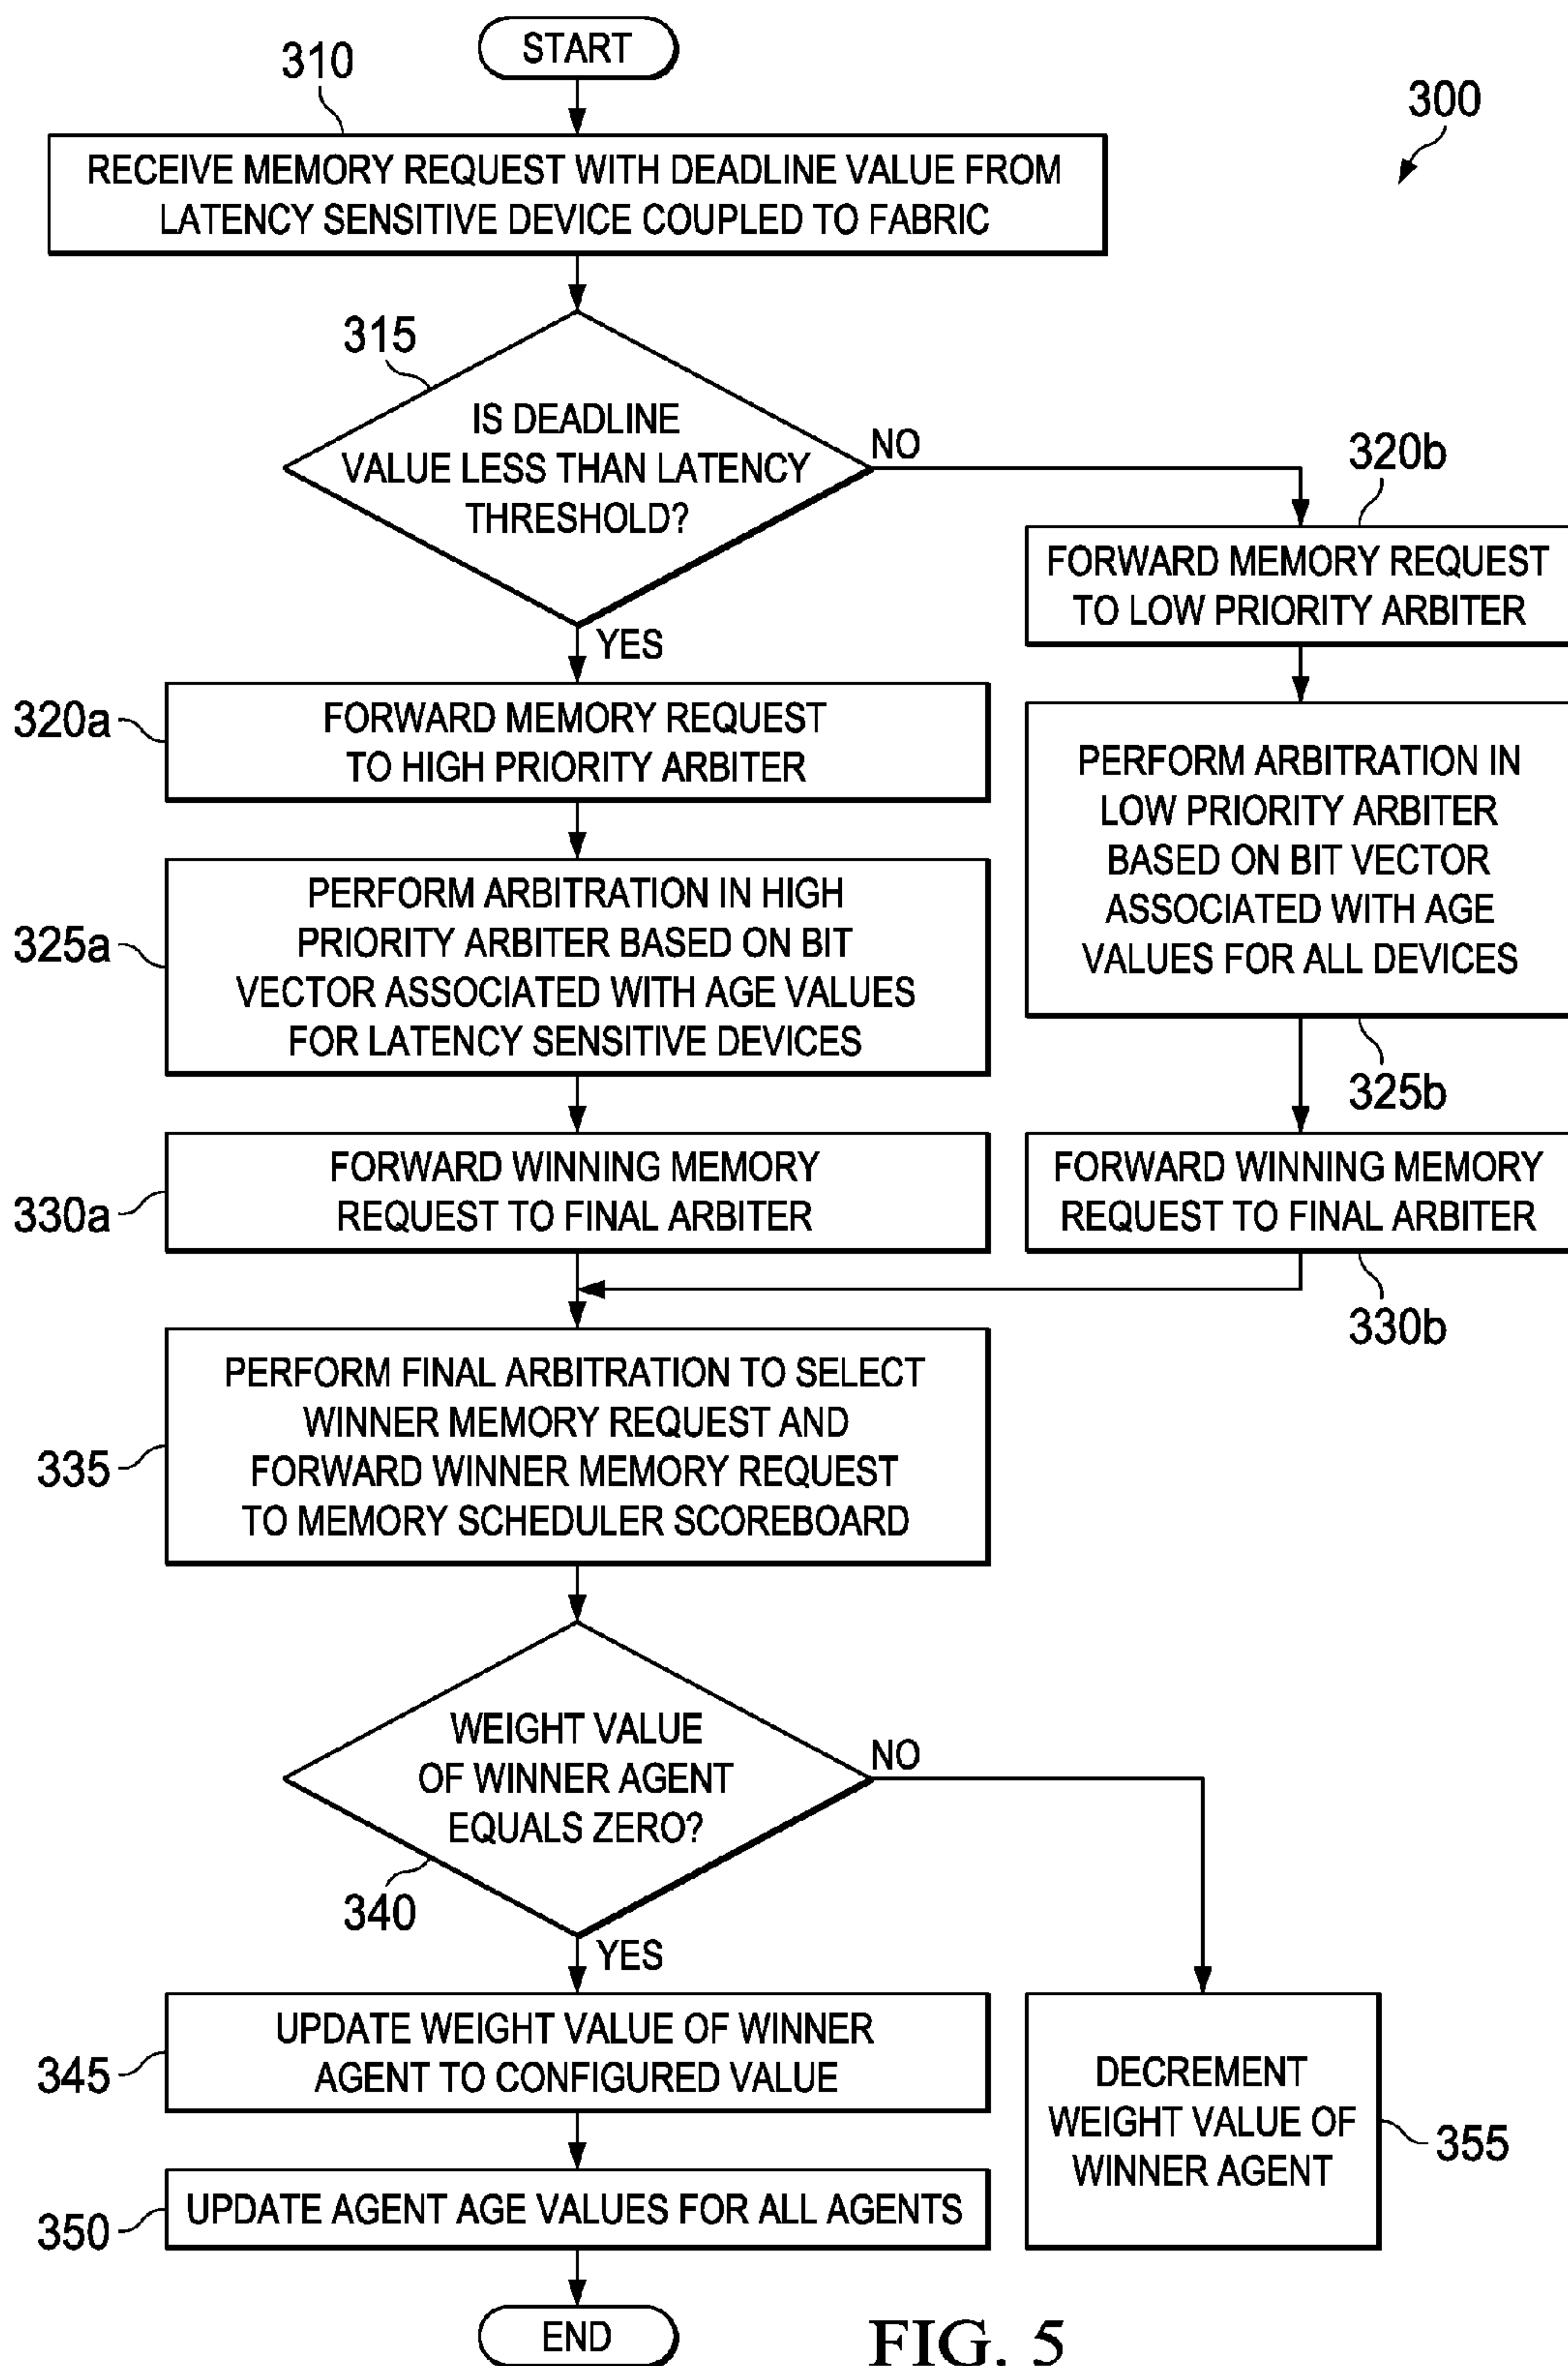 START
310
300
RECEIVE MEMORY REQUEST WITH DEADLINE VALUE FROM
LATENCY SENSITIVE DEVICE COUPLED TO FABRIC
315
IS DEADLINE
VALUE LESS THAN LATENCY
THRESHOLD?
NO
YES
320b
FORWARD MEMORY REQUEST
TO LOW PRIORITY ARBITER
320a
FORWARD MEMORY REQUEST
TO HIGH PRIORITY ARBITER
PERFORM ARBITRATION IN
LOW PRIORITY ARBITER
BASED ON BIT VECTOR
ASSOCIATED WITH AGE
VALUES FOR ALL DEVICES
325a
PERFORM ARBITRATION IN HIGH
PRIORITY ARBITER BASED ON BIT
VECTOR ASSOCIATED WITH AGE VALUES
FOR LATENCY SENSITIVE DEVICES
325b
330a
FORWARD WINNING MEMORY
REQUEST TO FINAL ARBITER
FORWARD WINNING MEMORY
REQUEST TO FINAL ARBITER
330b
335
PERFORM FINAL ARBITRATION TO SELECT
WINNER MEMORY REQUEST AND
FORWARD WINNER MEMORY REQUEST
TO MEMORY SCHEDULER SCOREBOARD
WEIGHT VALUE
OF WINNER AGENT
EQUALS ZERO?
NO
340
YES
345
UPDATE WEIGHT VALUE OF WINNER
AGENT TO CONFIGURED VALUE
DECREMENT
WEIGHT VALUE OF
WINNER AGENT
355
350
UPDATE AGENT AGE VALUES FOR ALL AGENTS
END
FIG. 5